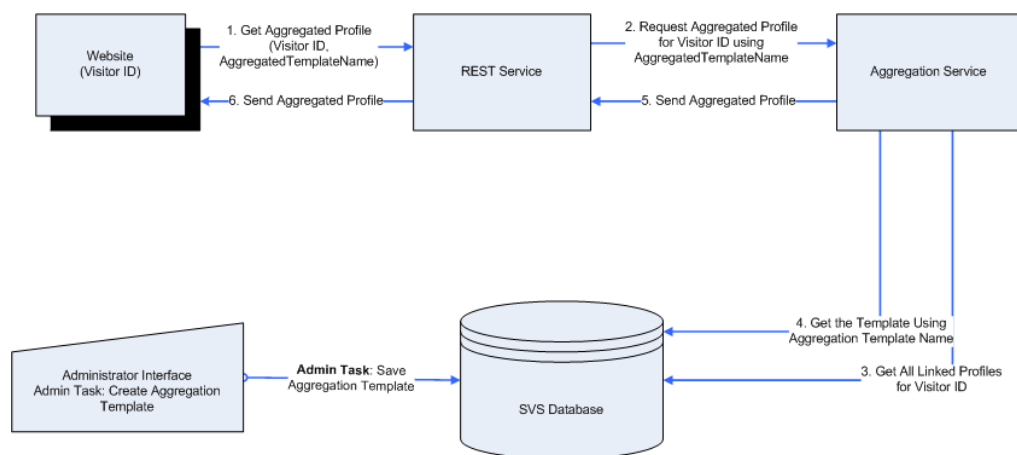 Website
(Visitor ID)
1. Get Aggregated Profile
(Visitor ID,
AggregatedTemplateName)
6. Send Aggregated Profile
REST Service
2. Request Aggregated Profile
for Visitor ID using
AggregatedTemplateName
5. Send Aggregated Profile
Aggregation Service
4. Get the Template Using
Aggregation Template Name
3. Get All Linked Profiles
for Visitor ID
Administrator Interface
Admin Task: Create Aggregation
Template
Admin Task: Save
Aggregation Template
SVS Database